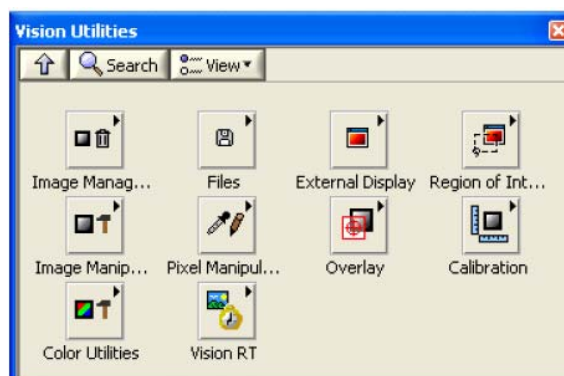 Vision Utilities
Search View
Image Manag... Files External Display Region of Int...
Image Manip... Pixel Manipul... Overlay Calibration
Color Utilities Vision RT